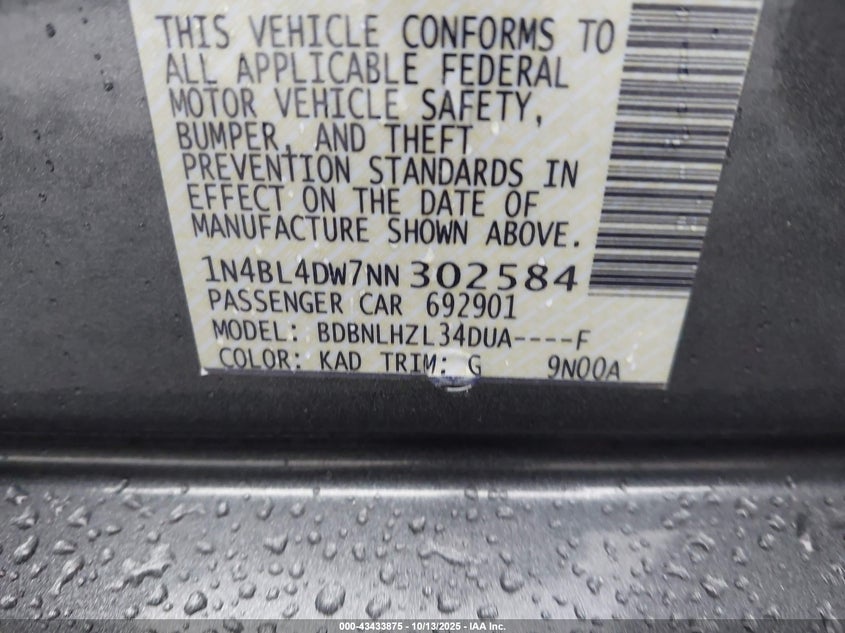 THIS VEHICLE CONFORMS TO
ALL APPLICABLE FEDERAL
MOTOR VEHICLE SAFETY,
BUMPER, AND THEFT
PREVENTION STANDARDS IN
EFFECT ON THE DATE OF
MANUFACTURE SHOWN ABOVE.
1N4BL4DW7NN302584
PASSENGER CAR 692901
MODEL: BDBNLHZL34DUA----F
COLOR: KAD TRIM: G 9N00A
000-43433875 | 10/13/2025 - IAA Inc.